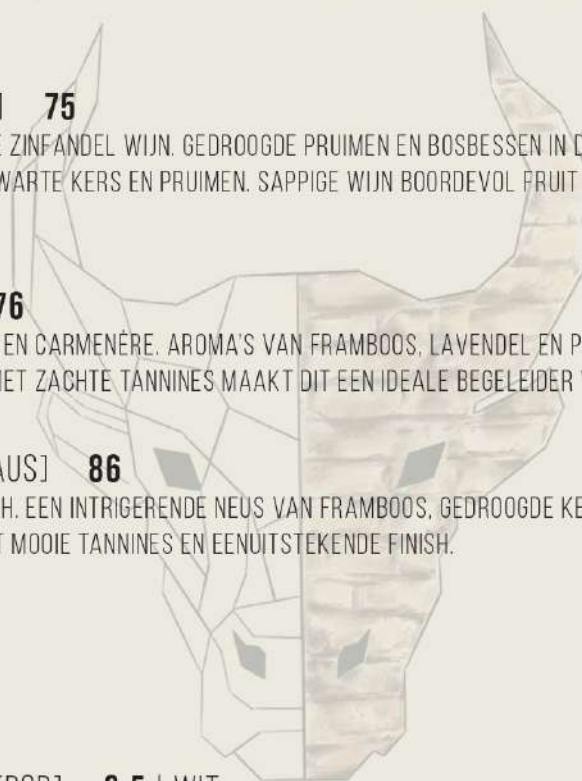 75
ZINFANDEL WIJN. GEDROOGDE PRUIMEN EN BOSBESSEN IN D
WARTE KERS EN PRUIMEN. SAPPIGE WIJN BOORDEVOL FRUIT
76
EN CARMENÈRE. AROMA'S VAN FRAMBOOS, LAVENDEL EN P
ET ZACHTE TANNINES MAAKT DIT EEN IDEALE BEGELEIDER
AUS] 86
H. EEN INTRIGERENDE NEUS VAN FRAMBOOS, GEDROOGDE KE
T MOOIE TANNINES EN EENUITSTEKENDE FINISH.